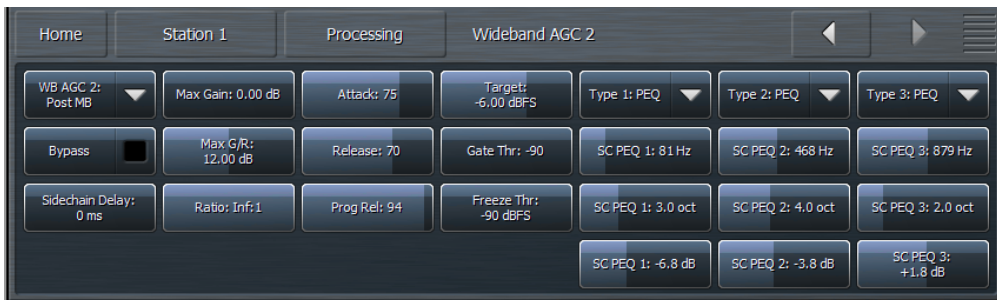 Home Station 1 Processing Wideband AGC 2
WB AGC 2: Post MB Max Gain: 0.00 dB Attack: 75 Target: -6.00 dBFS Type 1: PEQ Type 2: PEQ Type 3: PEQ
Bypass Max G/R: 12.00 dB Release: 70 Gate Thr: -90 SC PEQ 1: 81 Hz SC PEQ 2: 468 Hz SC PEQ 3: 879 Hz
Sidechain Delay: 0 ms Ratio: Inf:1 Prog Rel: 94 Freeze Thr: -90 dBFS SC PEQ 1: 3.0 oct SC PEQ 2: 4.0 oct SC PEQ 3: 2.0 oct
SC PEQ 1: -6.8 dB SC PEQ 2: -3.8 dB SC PEQ 3: +1.8 dB